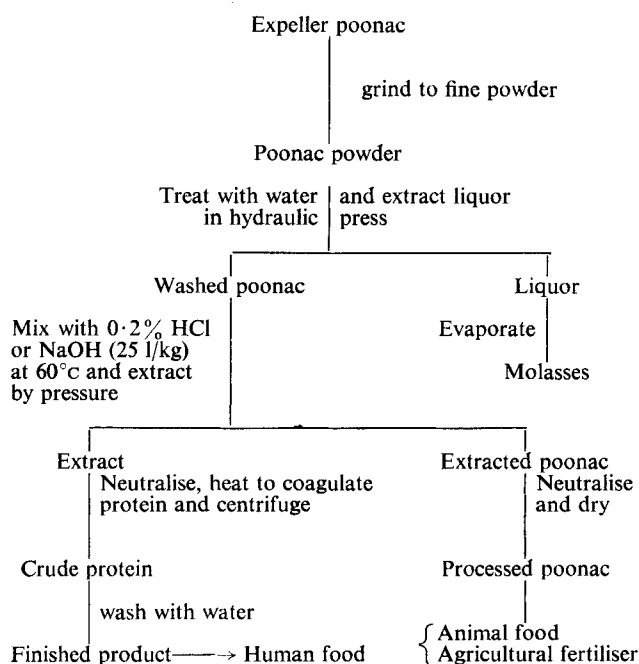 Expeller poonac
grind to fine powder
Poonac powder
Treat with water and extract liquor
in hydraulic press
Washed poonac
Liquor
Mix with 0·2% HCl
or NaOH (25 l/kg)
at 60°C and extract
by pressure
Evaporate
Molasses
Extract
Neutralise, heat to coagulate
protein and centrifuge
Extracted poonac
Neutralise
and dry
Crude protein
Processed poonac
wash with water
Finished product → Human food
{ Animal food
Agricultural fertiliser